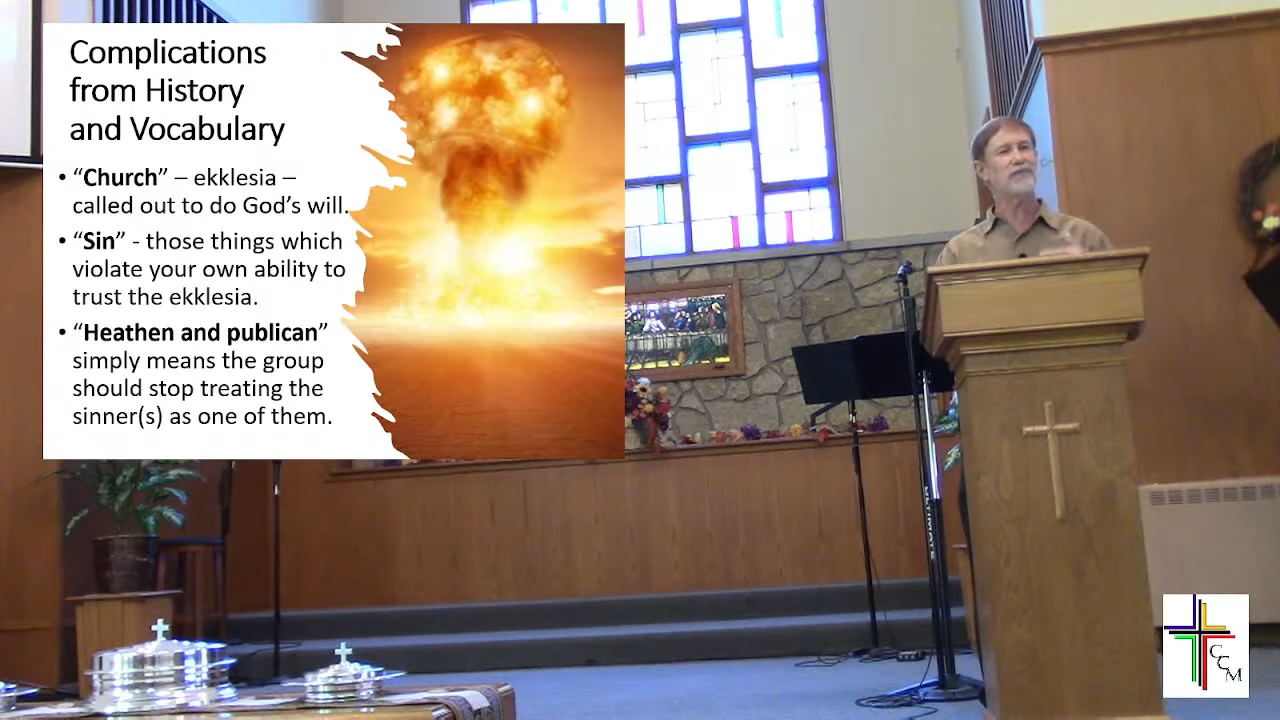 Complications
from History
and Vocabulary
• “Church” – ekklesia –
called out to do God’s will.
• “Sin” - those things which
violate your own ability to
trust the ekklesia.
• “Heathen and publican”
simply means the group
should stop treating the
sinner(s) as one of them.
ULTIMATE
CCM